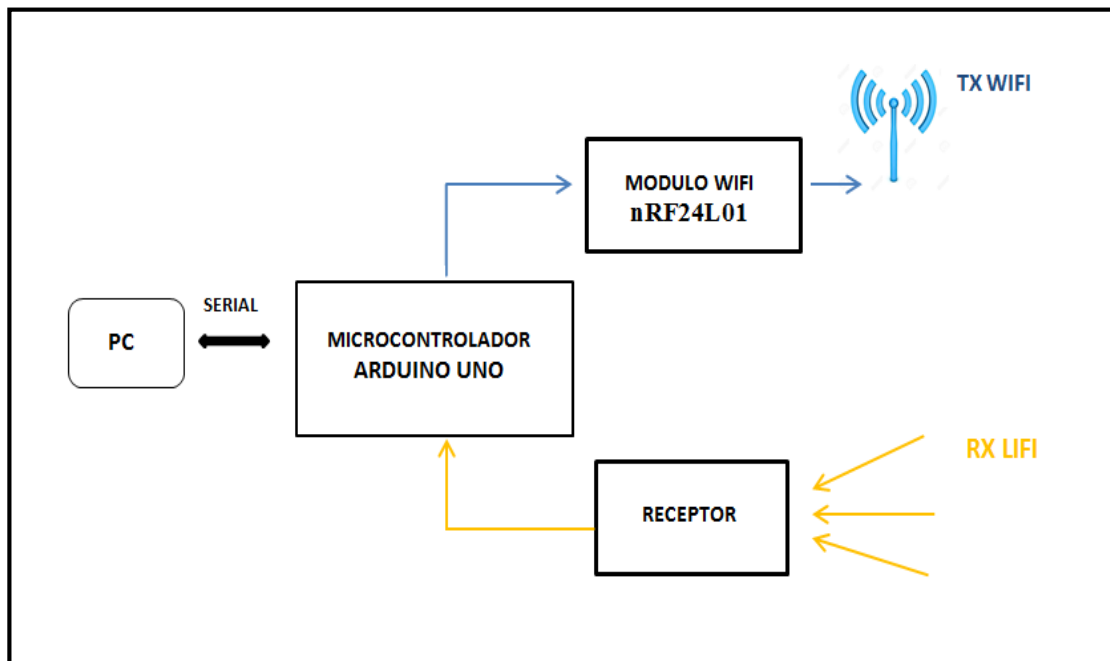 TX WIFI
MODULO WIFI
nRF24L01
SERIAL
PC
MICROCONTROLADOR
ARDUINO UNO
RX LIFI
RECEPTOR